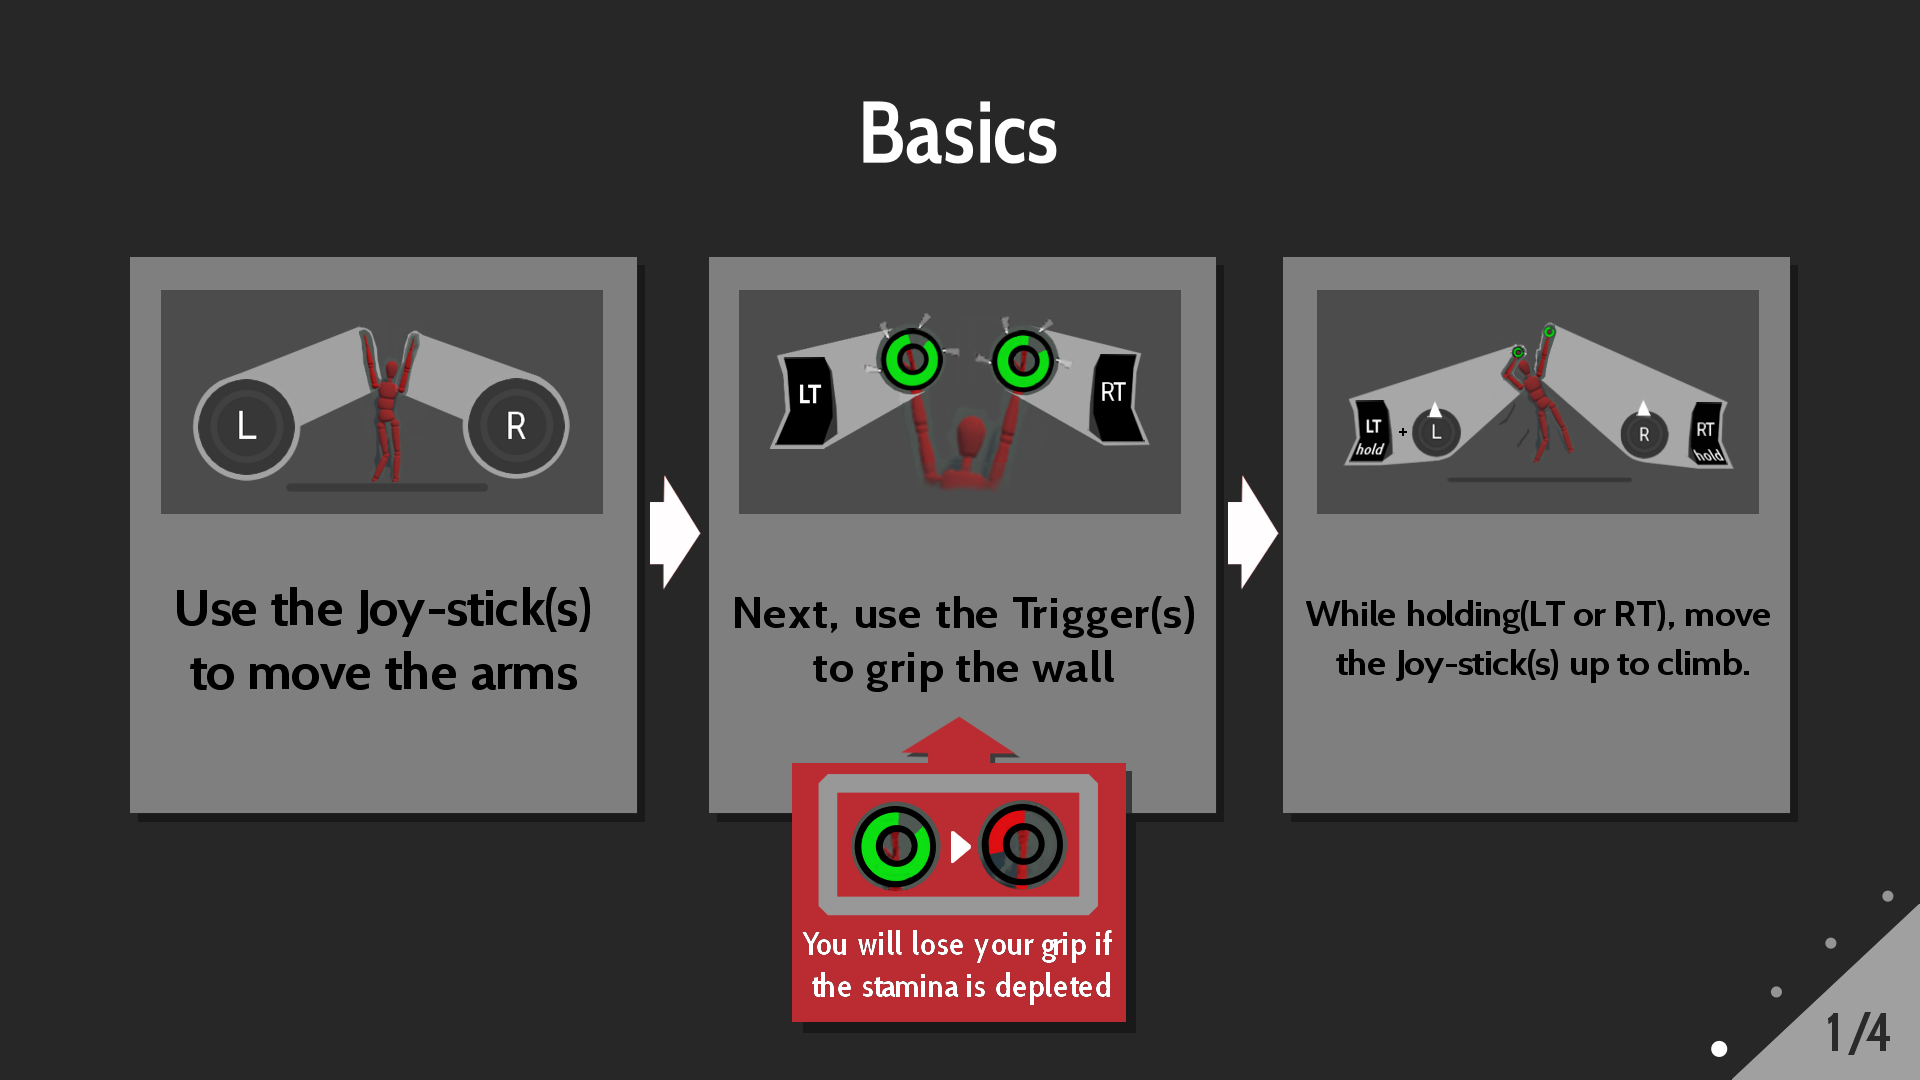 Basics
L
R
Use the Joy-stick(s)
to move the arms
LT
RT
Next, use the Trigger(s)
to grip the wall
You will lose your grip if
the stamina is depleted
LT
hold
+
L
R
RT
hold
While holding(LT or RT), move
the Joy-stick(s) up to climb.
1/4